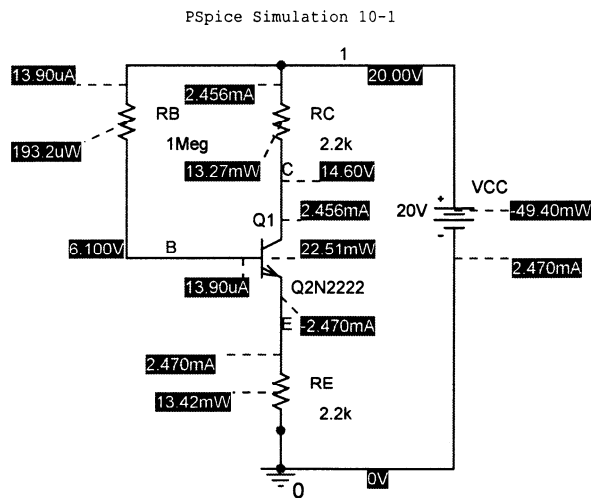 PSpice Simulation 10-1
1
13.90uA
20.00V
2.456mA
RB
RC
193.2uW
1Meg
2.2k
13.27mW
C
14.60V
VCC
+
20V
-49.40mW
2.456mA
Q1
-
6.100V
B
22.51mW
2.470mA
13.90uA
Q2N2222
E
-2.470mA
2.470mA
RE
13.42mW
2.2k
0V
0